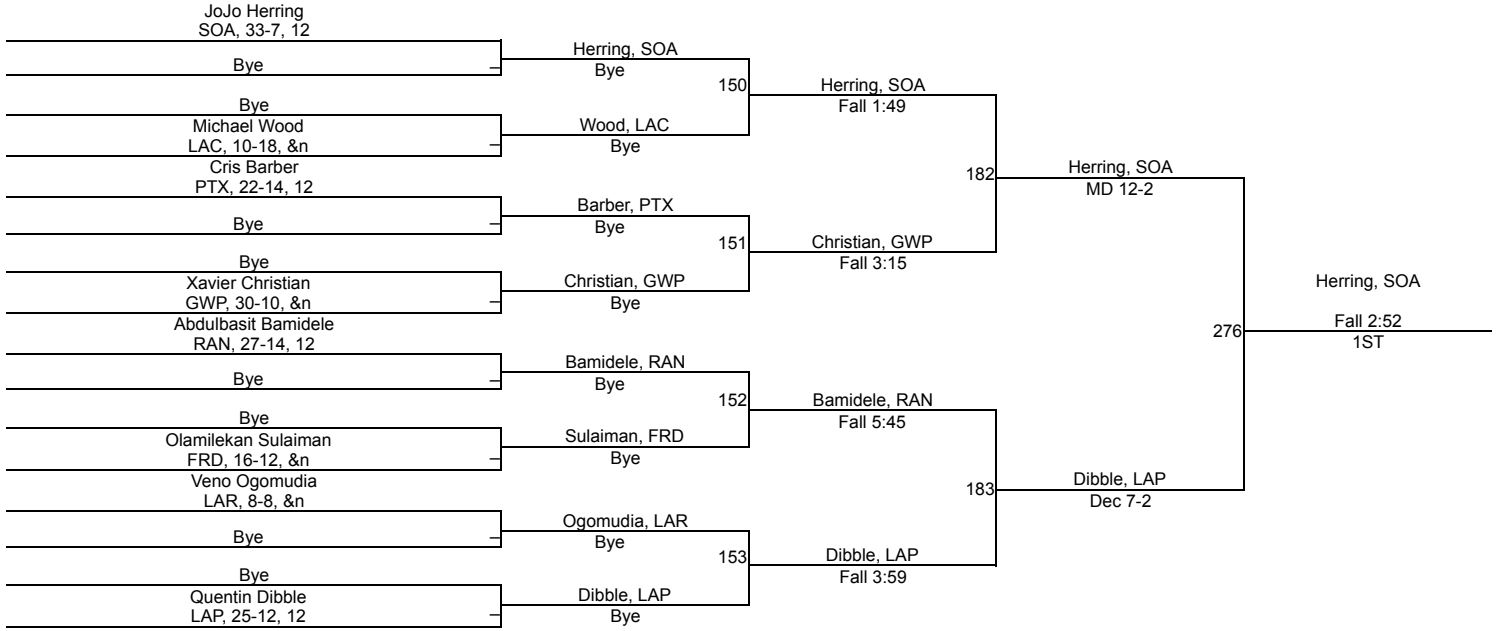 JoJo Herring
SOA, 33-7, 12
Bye
Bye
Michael Wood
LAC, 10-18, &n
Cris Barber
PTX, 22-14, 12
Bye
Bye
Xavier Christian
GWP, 30-10, &n
Abdulbasit Bamidele
RAN, 27-14, 12
Bye
Bye
Olamilekan Sulaiman
FRD, 16-12, &n
Veno Ogomudia
LAR, 8-8, &n
Bye
Bye
Quentin Dibble
LAP, 25-12, 12
Herring, SOA
Bye
150
Wood, LAC
Bye
Barber, PTX
Bye
151
Christian, GWP
Bye
Bamidele, RAN
Bye
152
Sulaiman, FRD
Bye
Ogomudia, LAR
Bye
153
Dibble, LAP
Bye
Herring, SOA
Fall 1:49
182
Christian, GWP
Fall 3:15
Bamidele, RAN
Fall 5:45
183
Dibble, LAP
Fall 3:59
Herring, SOA
MD 12-2
276
Dibble, LAP
Dec 7-2
Herring, SOA
Fall 2:52
1ST